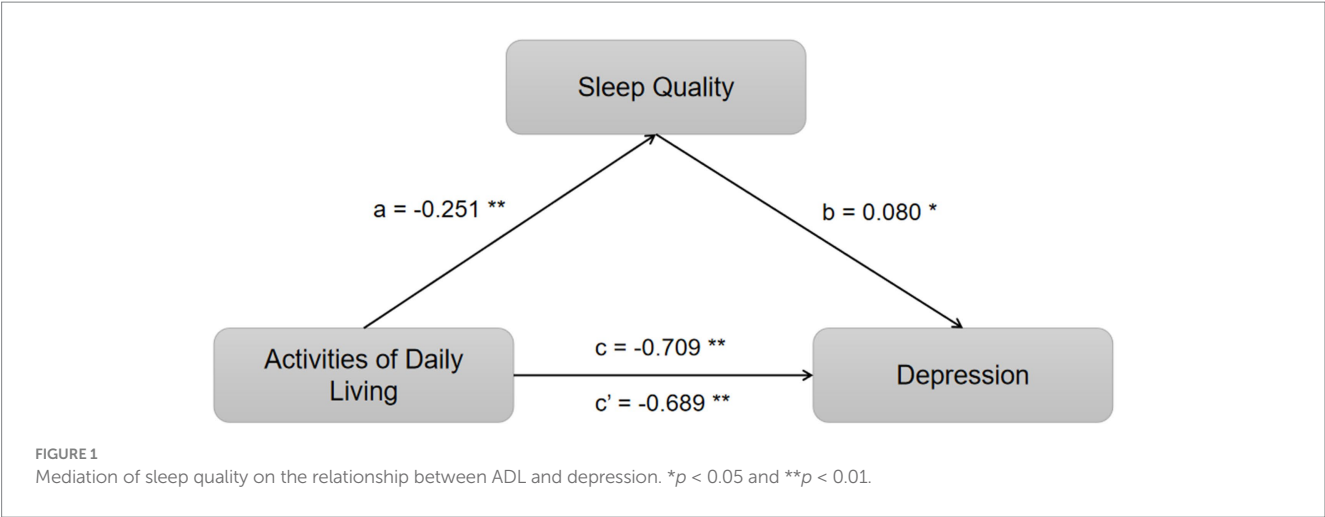 Sleep Quality
a = -0.251 **
b = 0.080 *
Activities of Daily
Living
c = -0.709 **
c’ = -0.689 **
Depression
FIGURE 1
Mediation of sleep quality on the relationship between ADL and depression. *p < 0.05 and **p < 0.01.